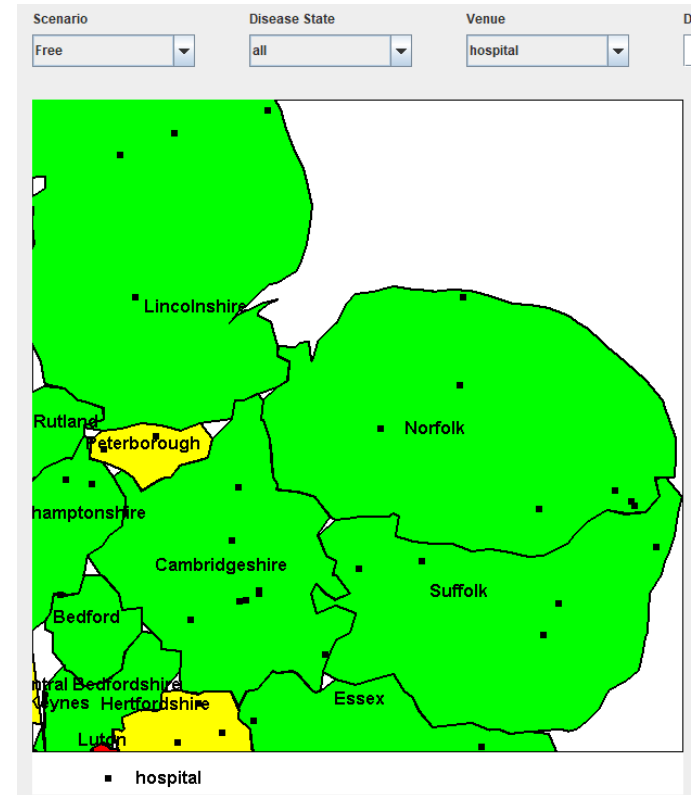 Scenario Disease State Venue D
Free all hospital
Lincolnshire
Rutland
Norfolk
Peterborough
hamptonshire
Cambridgeshire
Suffolk
Bedford
ntral Bedfordshire
Keynes Hertfordshire
Essex
Luton
hospital